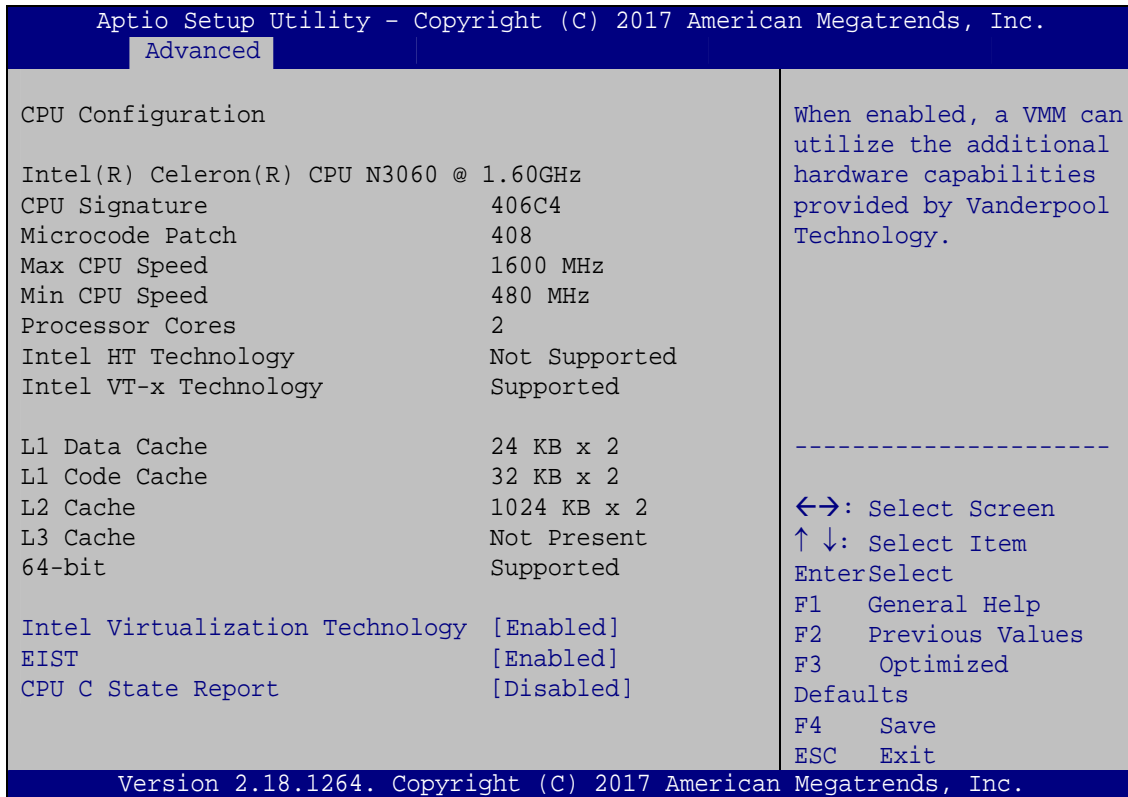 Aptio Setup Utility – Copyright (C) 2017 American Megatrends, Inc.
Advanced
CPU Configuration
Intel(R) Celeron(R) CPU N3060 @ 1.60GHz
CPU Signature 406C4
Microcode Patch 408
Max CPU Speed 1600 MHz
Min CPU Speed 480 MHz
Processor Cores 2
Intel HT Technology Not Supported
Intel VT-x Technology Supported
L1 Data Cache 24 KB x 2
L1 Code Cache 32 KB x 2
L2 Cache 1024 KB x 2
L3 Cache Not Present
64-bit Supported
Intel Virtualization Technology [Enabled]
EIST [Enabled]
CPU C State Report [Disabled]
When enabled, a VMM can
utilize the additional
hardware capabilities
provided by Vanderpool
Technology.
----------------------
←→: Select Screen
↑ ↓: Select Item
EnterSelect
F1 General Help
F2 Previous Values
F3 Optimized
Defaults
F4 Save
ESC Exit
Version 2.18.1264. Copyright (C) 2017 American Megatrends, Inc.